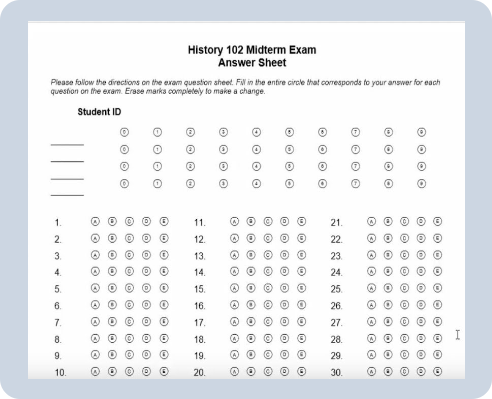 History 102 Midterm Exam
Answer Sheet
Please follow the directions on the exam question sheet. Fill in the entire circle that corresponds to your answer for each
question on the exam. Erase marks completely to make a change.
Student ID
0 1 2 3 4 5 6 7 8 9
0 1 2 3 4 5 6 7 8 9
0 1 2 3 4 5 6 7 8 9
0 1 2 3 4 5 6 7 8 9
1. A B C D E 11. A B C D E 21. A B C D E
2. A B C D E 12. A B C D E 22. A B C D E
3. A B C D E 13. A B C D E 23. A B C D E
4. A B C D E 14. A B C D E 24. A B C D E
5. A B C D E 15. A B C D E 25. A B C D E
6. A B C D E 16. A B C D E 26. A B C D E
7. A B C D E 17. A B C D E 27. A B C D E
8. A B C D E 18. A B C D E 28. A B C D E
9. A B C D E 19. A B C D E 29. A B C D E
10. A B C D E 20. A B C D E 30. A B C D E